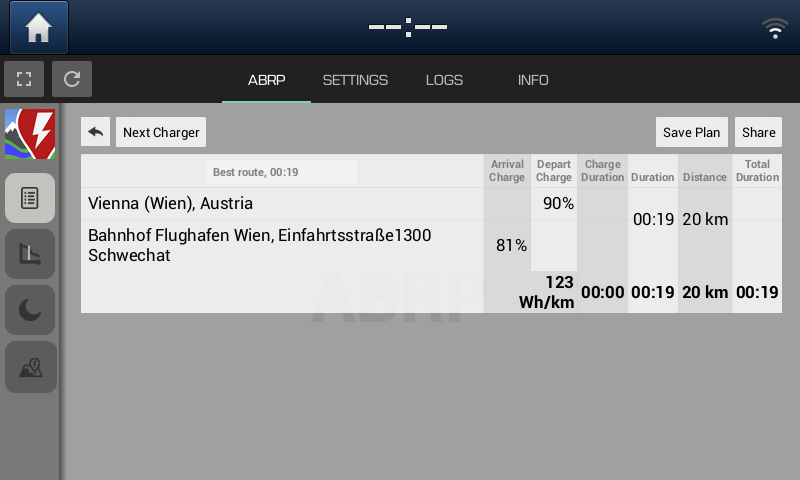 --:--
ABRP SETTINGS LOGS INFO
Next Charger Save Plan Share
Best route, 00:19
Arrival Charge
Depart Charge
Charge Duration
Duration
Distance
Total Duration
Vienna (Wien), Austria 90%
00:19 20 km
Bahnhof Flughafen Wien, Einfahrtsstraße1300
Schwechat
81%
123
Wh/km 00:00 00:19 20 km 00:19
ABRP